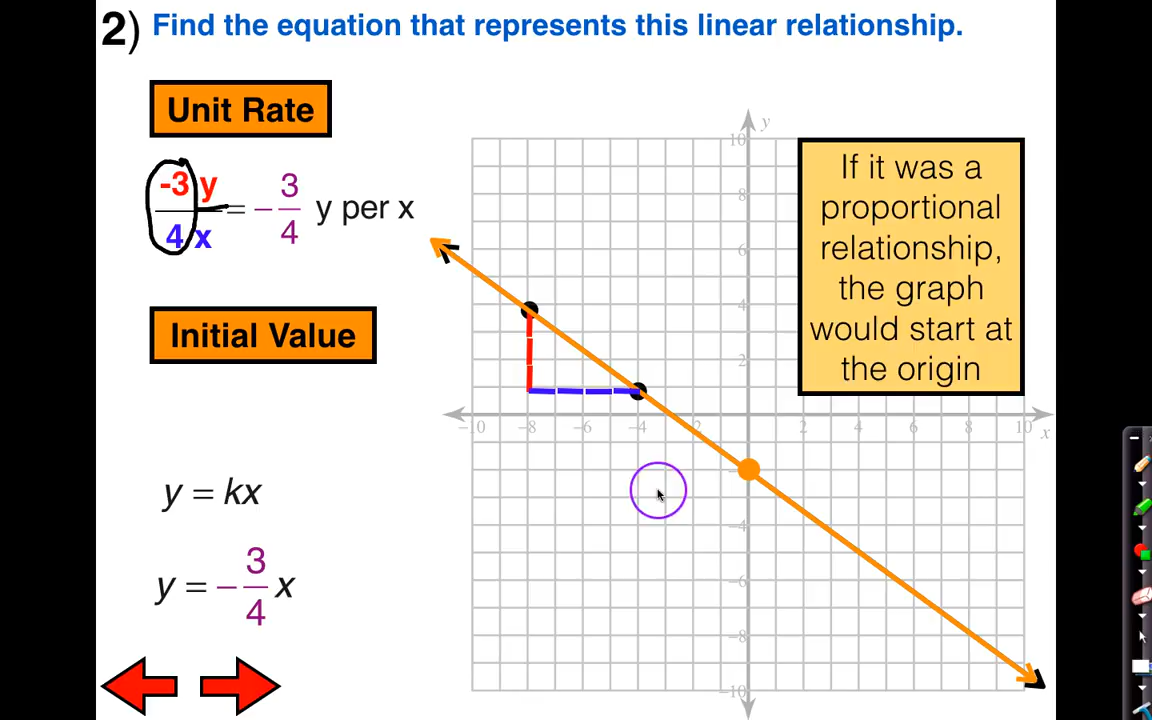 2) Find the equation that represents this linear relationship.
Unit Rate
-3 y
4 x
= - 3/4 y per x
Initial Value
y = kx
y = - 3/4 x
If it was a
proportional
relationship,
the graph
would start at
the origin
y
10
8
6
4
2
-10 -8 -6 -4 2 4 6 8 10 x
-4
-6
-8
-10